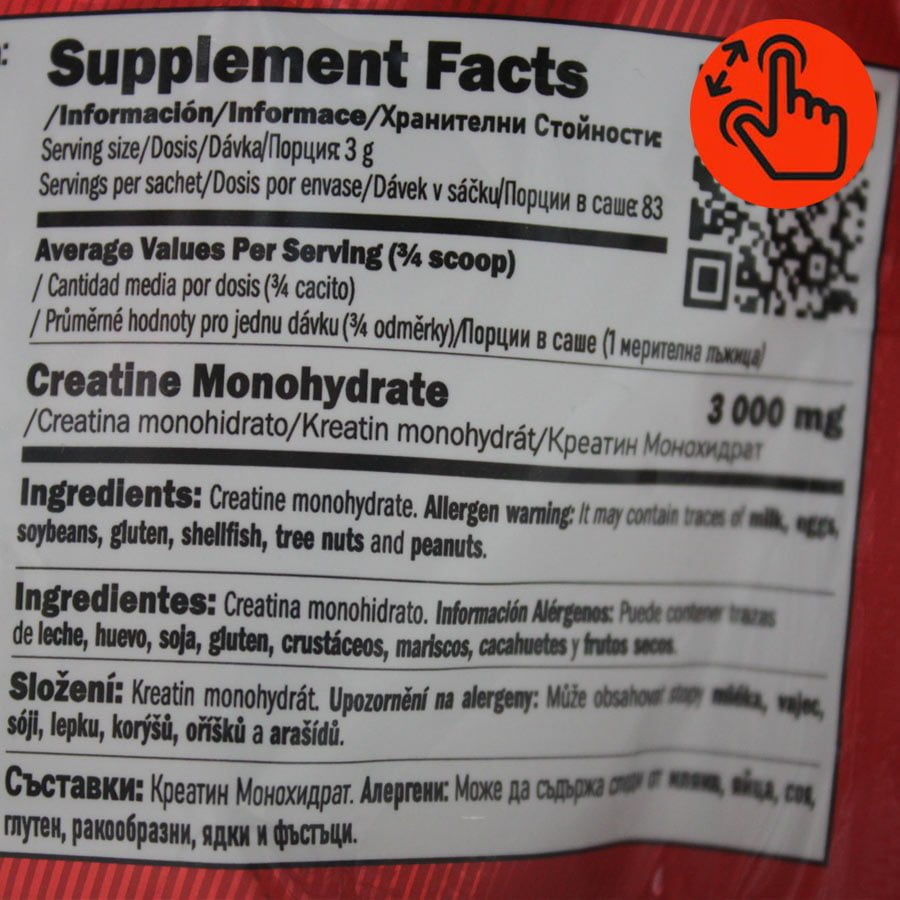 Supplement Facts
/Información/Informace/Хранителни Стойности:
Serving size/Dosis/Dávka/Порция: 3 g
Servings per sachet/Dosis por envase/Dávek v sáčku/Порции в саше: 83
Average Values Per Serving (¾ scoop)
/ Cantidad media por dosis (¾ cacito)
/ Průměrné hodnoty pro jednu dávku (¾ odměrky)/Порции в саше (1 мерителна лъжица)
Creatine Monohydrate 3 000 mg
/Creatina monohidrato/Kreatin monohydrát/Креатин Монохидрат
Ingredients: Creatine monohydrate. Allergen warning: It may contain traces of milk, eggs,
soybeans, gluten, shellfish, tree nuts and peanuts.
Ingredientes: Creatina monohidrato. Información Alérgenos: Puede contener trazas
de leche, huevo, soja, gluten, crustáceos, mariscos, cacahuetes y frutos secos.
Složení: Kreatin monohydrát. Upozornění na alergeny: Může obsahovat stopy mléka, vajec,
sóji, lepku, korýšů, oříšků a arašídů.
Съставки: Креатин Монохидрат. Алергени: Може да съдържа следи от мляко, яйца, соя,
глутен, ракообразни, ядки и фъстъци.